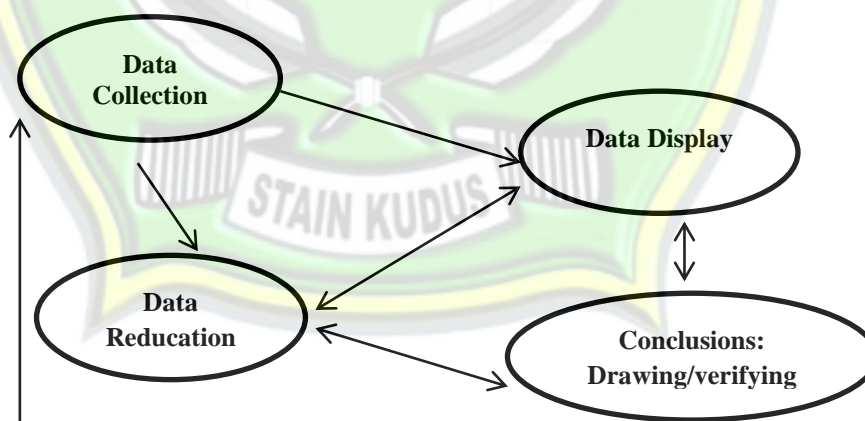 Data
Collection
Data Display
STAIN KUDUS
Data
Reducation
Conclusions:
Drawing/verifying